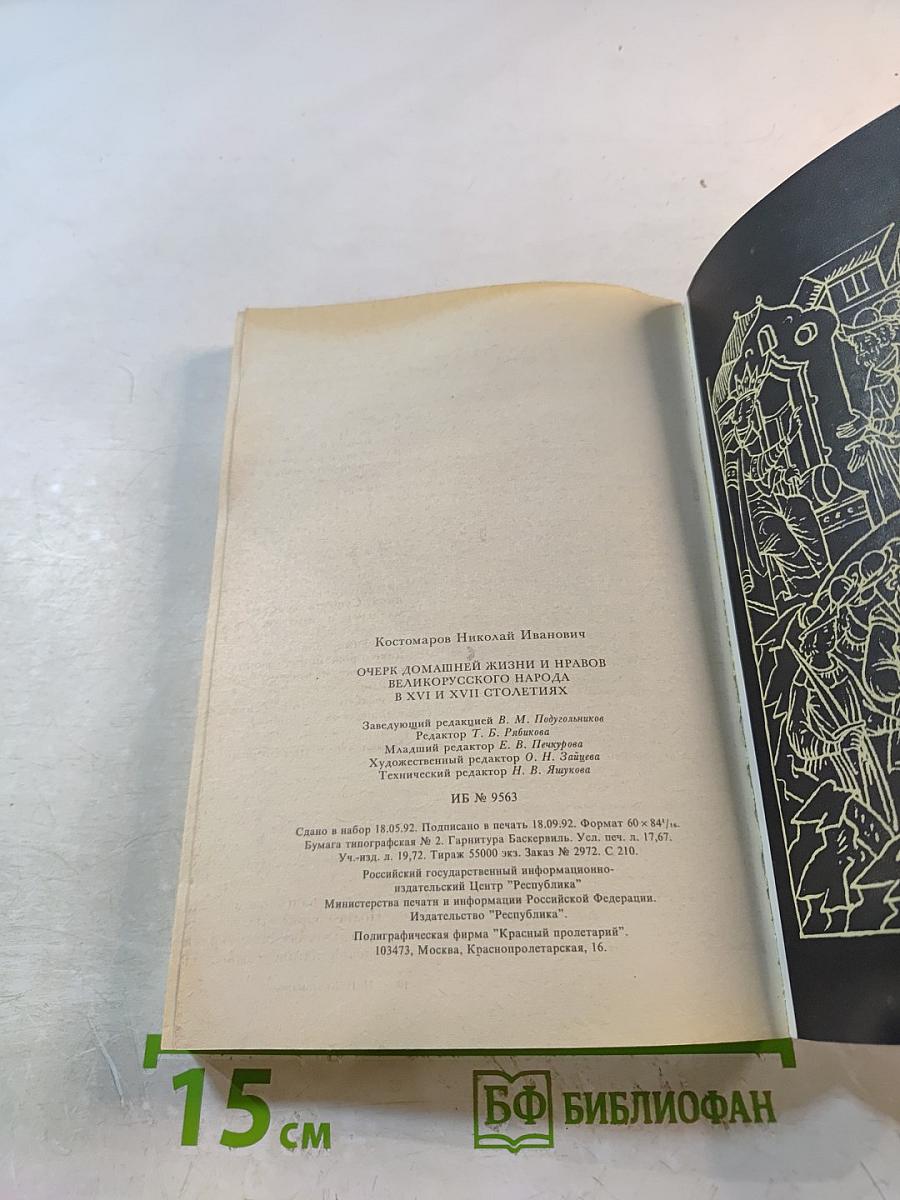 Костомаров Николай Иванович
ОЧЕРК ДОМАШНЕЙ ЖИЗНИ И НРАВОВ
ВЕЛИКОРУССКОГО НАРОДА
В XVI И XVII СТОЛЕТИЯХ
Заведующий редакцией В. М. Подугольников
Редактор Т. Б. Рябикова
Младший редактор Е. В. Печкурова
Художественный редактор О. Н. Зайцева
Технический редактор Н. В. Яшукова
ИБ № 9563
Сдано в набор 18.05.92. Подписано в печать 18.09.92. Формат 60×84¹/₁₆.
Бумага типографская № 2. Гарнитура Баскервиль. Усл. печ. л. 17,67.
Уч.-изд. л. 19,72. Тираж 55000 экз. Заказ № 2972. С 210.
Российский государственный информационно-
издательский Центр "Республика"
Министерства печати и информации Российской Федерации.
Издательство "Республика".
Полиграфическая фирма "Красный пролетарий".
103473, Москва, Краснопролетарская, 16.
15 см
БФ БИБЛИОФАН